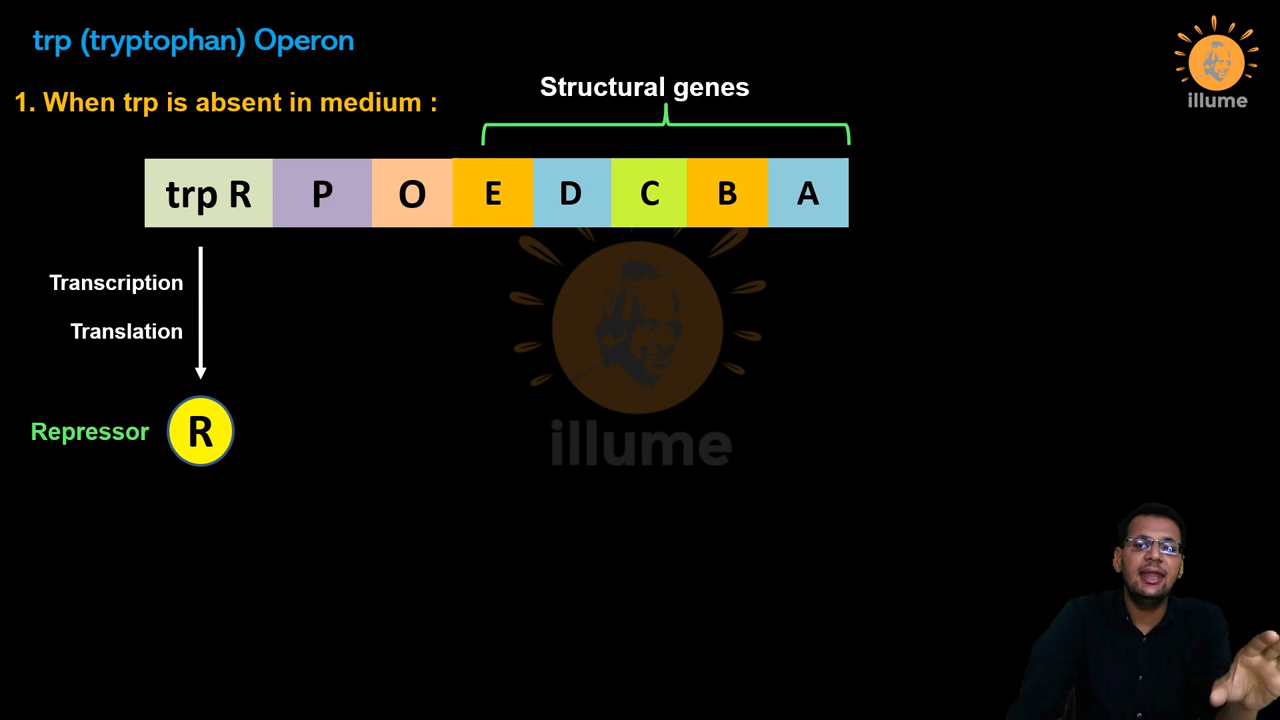 trp (tryptophan) Operon
illume
1. When trp is absent in medium :
Structural genes
trp R P O E D C B A
Transcription
Translation
Repressor R
illume